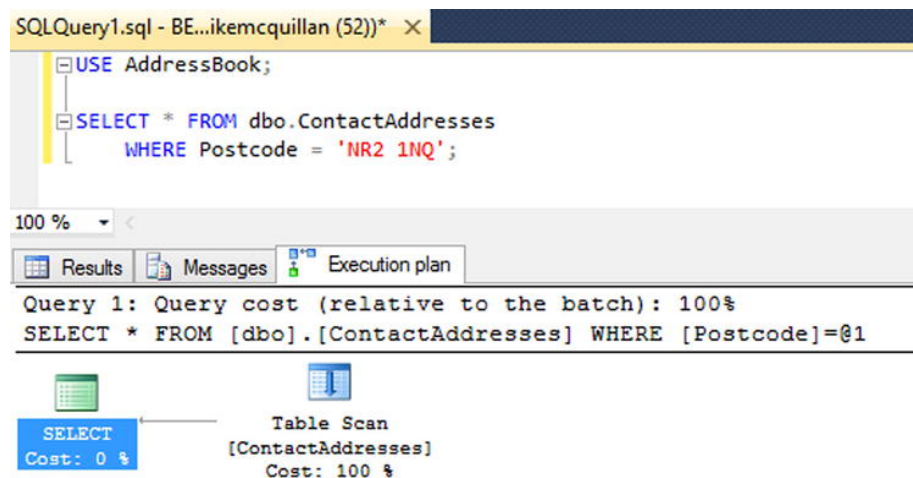 SQLQuery1.sql - BE...ikemcquillan (52))* ×
USE AddressBook;
SELECT * FROM dbo.ContactAddresses
WHERE Postcode = 'NR2 1NQ';
100 %
Results Messages Execution plan
Query 1: Query cost (relative to the batch): 100%
SELECT * FROM [dbo].[ContactAddresses] WHERE [Postcode]=@1
SELECT
Cost: 0 %
Table Scan
[ContactAddresses]
Cost: 100 %